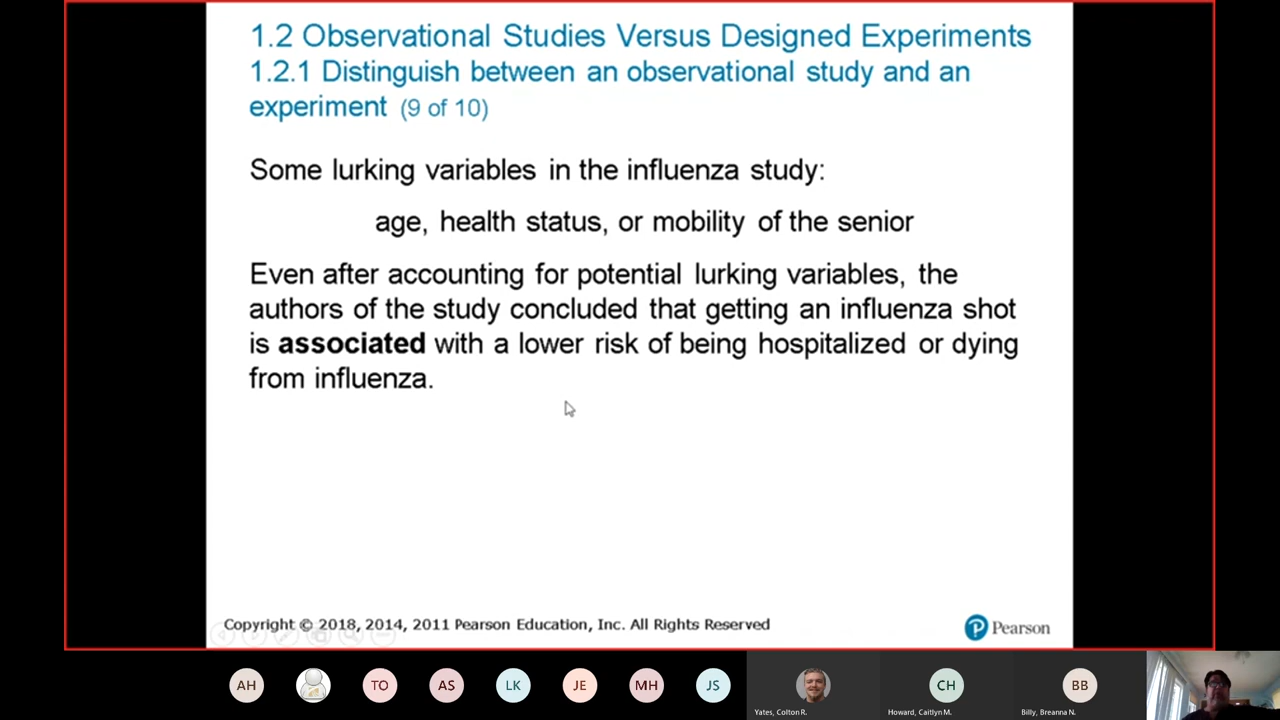 1.2 Observational Studies Versus Designed Experiments
1.2.1 Distinguish between an observational study and an
experiment (9 of 10)
Some lurking variables in the influenza study:
age, health status, or mobility of the senior
Even after accounting for potential lurking variables, the
authors of the study concluded that getting an influenza shot
is associated with a lower risk of being hospitalized or dying
from influenza.
Copyright © 2018, 2014, 2011 Pearson Education, Inc. All Rights Reserved
P Pearson
AH TO AS LK JE MH JS CH BB
Yates, Colton R. Howard, Caitlyn M. Billy, Breanna N.